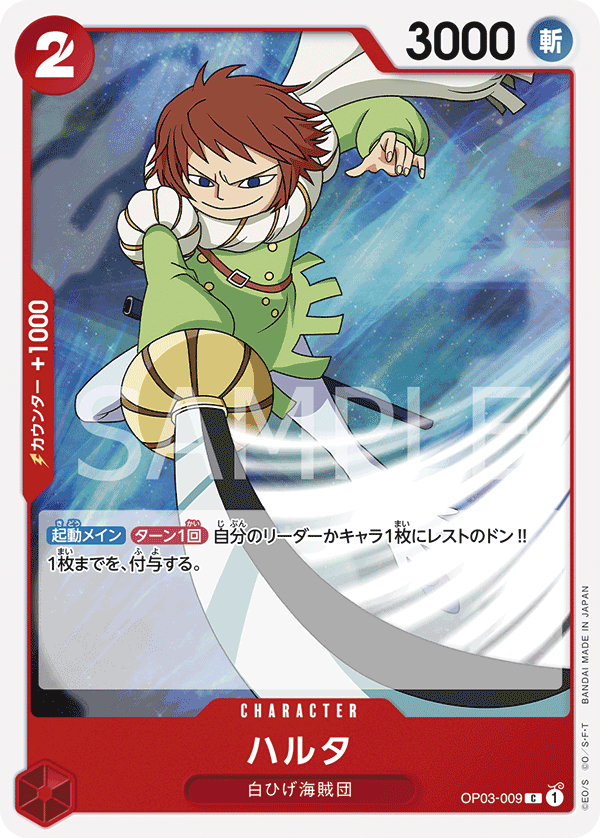 2
3000 斬
カウンター +1000
SAMPLE
起動メイン ターン1回 自分のリーダーかキャラ1枚にレストのドン!!
1枚までを、付与する。
CHARACTER
ハルタ
白ひげ海賊団
OP03-009 C 1
©E.O/S ©O/S・F・T BANDAI MADE IN JAPAN